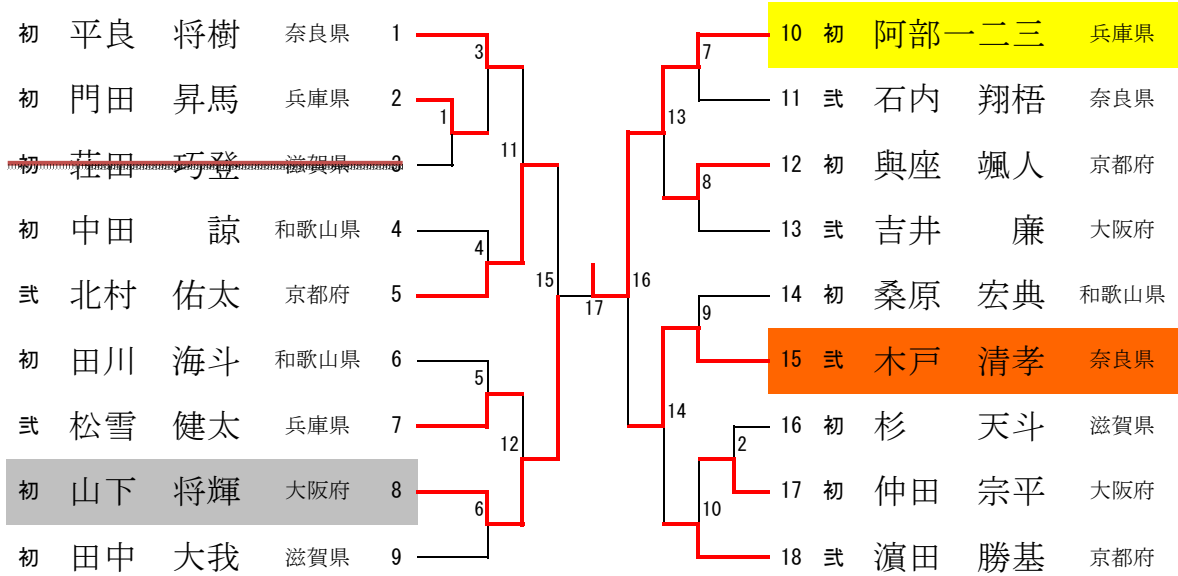 初 平良 将樹 奈良県 1
初 門田 昇馬 兵庫県 2
初 荘田 巧登 滋賀県 3
初 中田 諒 和歌山県 4
弐 北村 佑太 京都府 5
初 田川 海斗 和歌山県 6
弐 松雪 健太 兵庫県 7
初 山下 将輝 大阪府 8
初 田中 大我 滋賀県 9
3
1
11
4
15
5
12
6
17
7
13
8
16
9
14
2
10
10 初 阿部一二三 兵庫県
11 弐 石内 翔梧 奈良県
12 初 與座 颯人 京都府
13 弐 吉井 廉 大阪府
14 初 桑原 宏典 和歌山県
15 弐 木戸 清孝 奈良県
16 初 杉 天斗 滋賀県
17 初 仲田 宗平 大阪府
18 弐 濵田 勝基 京都府